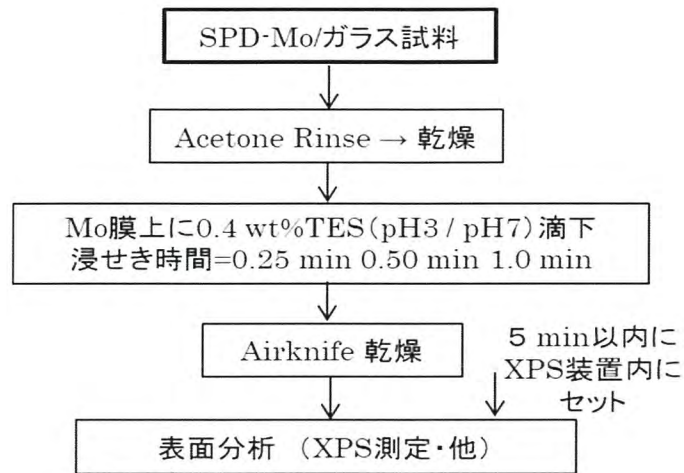 SPD-Mo/ガラス試料
Acetone Rinse → 乾燥
Mo膜上に0.4 wt%TES(pH3 / pH7)滴下
浸せき時間=0.25 min 0.50 min 1.0 min
Airknife 乾燥
5 min以内に
XPS装置内に
セット
表面分析 (XPS測定・他)